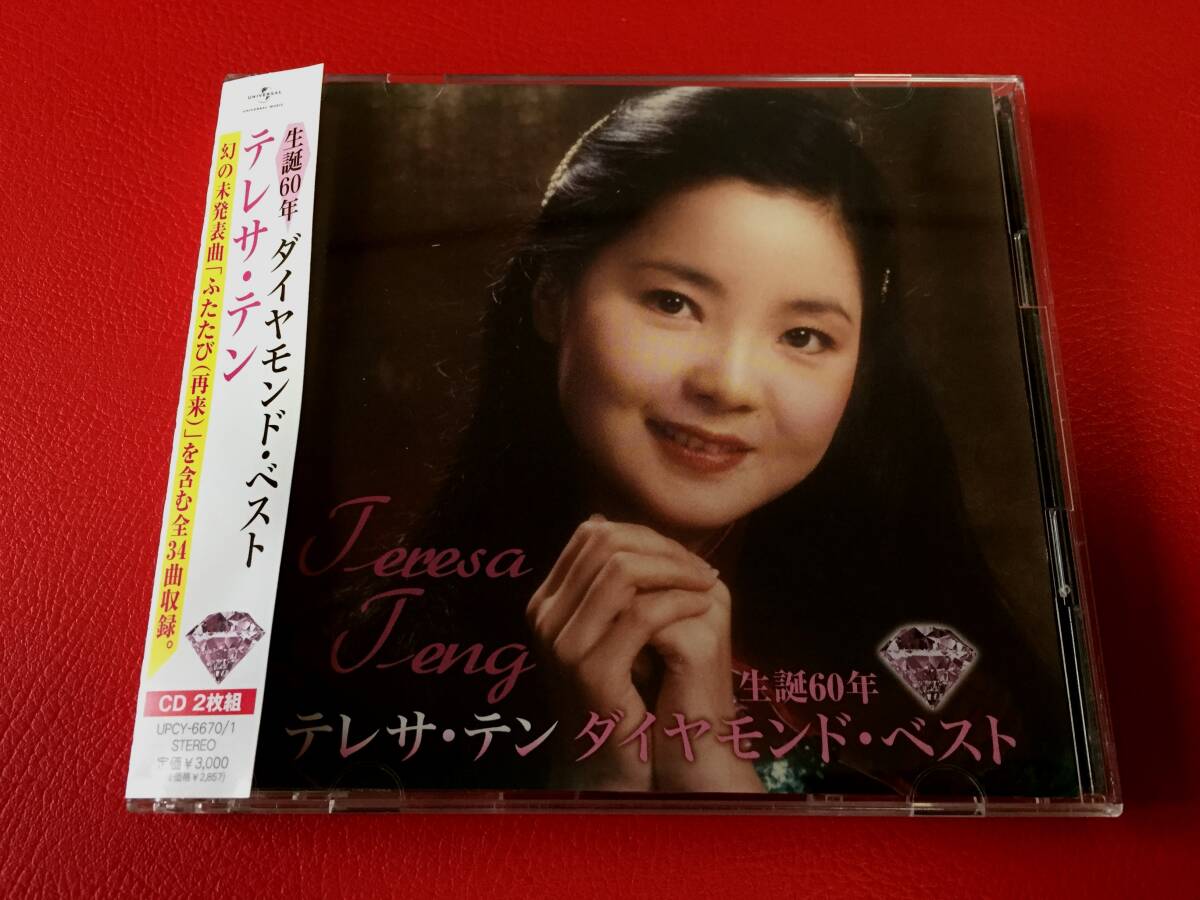 UNIVERSAL
UNIVERSAL MUSIC
生誕60年 ダイヤモンド・ベスト
テレサ・テン
幻の未発表曲「ふたたび(再来)」を含む全34曲収録。
CD 2枚組
UPCY-6670/1
STEREO
定価￥3,000
価格￥2,857)
Teresa
Teng
生誕60年
テレサ・テン ダイヤモンド・ベスト